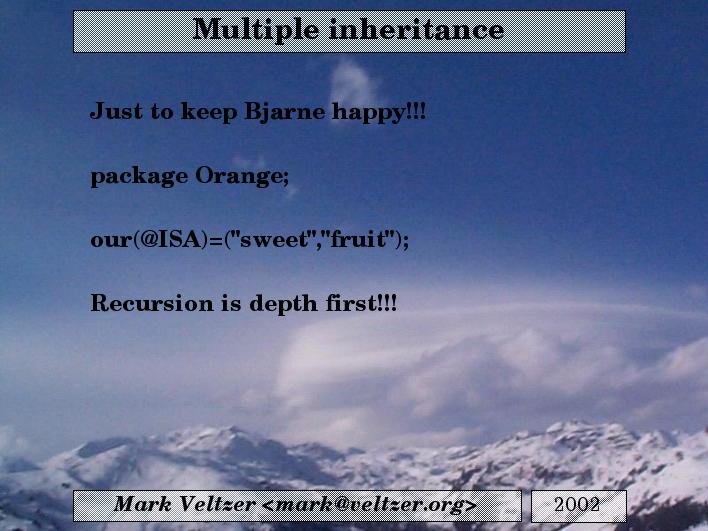 Multiple inheritance
Just to keep Bjarne happy!!!
package Orange;
our(@ISA)=("sweet","fruit");
Recursion is depth first!!!
Mark Veltzer <mark@veltzer.org>
2002